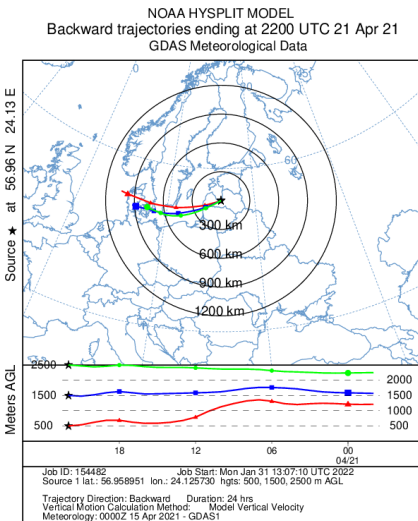 NOAA HYSPLIT MODEL
Backward trajectories ending at 2200 UTC 21 Apr 21
GDAS Meteorological Data
Source ★ at 56.96 N 24.13 E
0
60
300 km
600 km
900 km
1200 km
Meters AGL
2500
1500
500
2000
1500
1000
500
18
12
06
00
04/21
Job ID: 154482 Job Start: Mon Jan 31 13:07:10 UTC 2022
Source 1 lat.: 56.958951 lon.: 24.125730 hgts: 500, 1500, 2500 m AGL
Trajectory Direction: Backward Duration: 24 hrs
Vertical Motion Calculation Method: Model Vertical Velocity
Meteorology: 0000Z 15 Apr 2021 - GDAS1